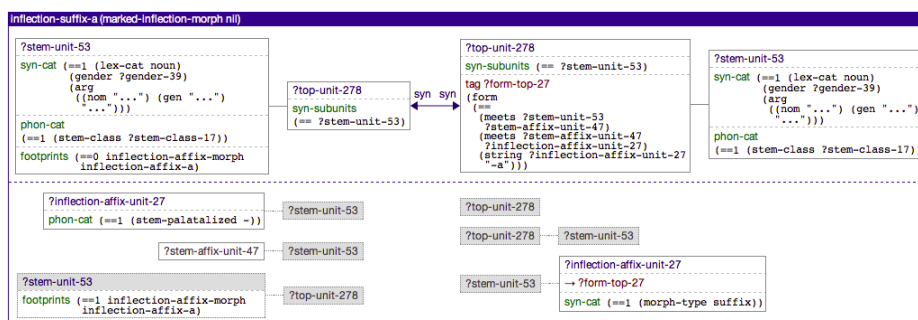 inflection-suffix-a (marked-inflection-morph nil)
?stem-unit-53
syn-cat (==1 (lex-cat noun)
(gender ?gender-39)
(arg
((nom "...") (gen "...")
"...")))
phon-cat
(==1 (stem-class ?stem-class-17))
footprints (==0 inflection-affix-morph
inflection-affix-a)
?top-unit-278
syn-subunits
(== ?stem-unit-53)
syn syn
?top-unit-278
syn-subunits (== ?stem-unit-53)
tag ?form-top-27
(form
(==
(meets ?stem-unit-53
?stem-affix-unit-47)
(meets ?stem-affix-unit-47
?inflection-affix-unit-27)
(string ?inflection-affix-unit-27
"-a")))
?stem-unit-53
syn-cat (==1 (lex-cat noun)
(gender ?gender-39)
(arg
((nom "...") (gen "...")
"...")))
phon-cat
(==1 (stem-class ?stem-class-17))
?inflection-affix-unit-27
phon-cat (==1 (stem-palatalized -))
?stem-unit-53
?stem-affix-unit-47
?stem-unit-53
?stem-unit-53
footprints (==1 inflection-affix-morph
inflection-affix-a)
?top-unit-278
?top-unit-278
?top-unit-278
?stem-unit-53
?stem-unit-53
?inflection-affix-unit-27
→ ?form-top-27
syn-cat (==1 (morph-type suffix))